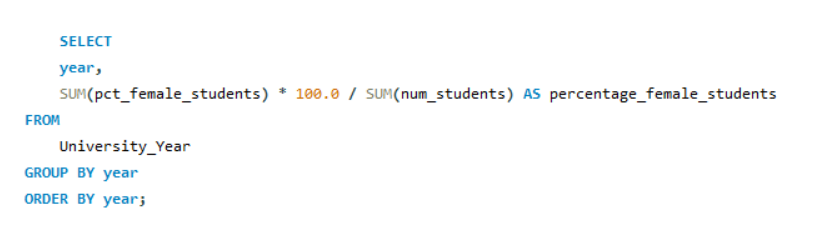 SELECT
year,
SUM(pct_female_students) * 100.0 / SUM(num_students) AS percentage_female_students
FROM
University_Year
GROUP BY year
ORDER BY year;